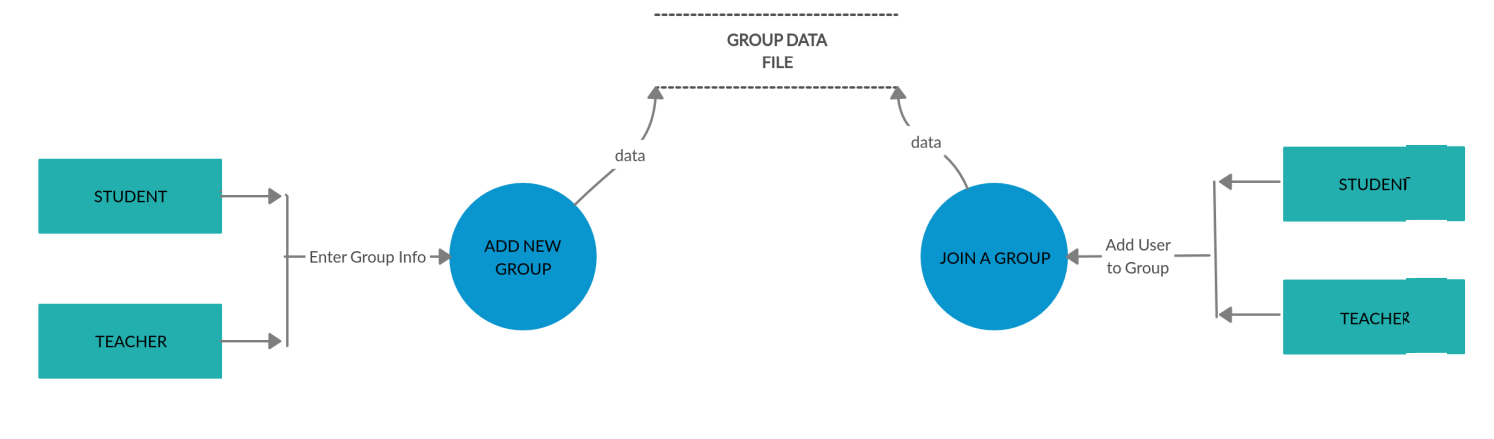 GROUP DATA
FILE
data
data
STUDENT
TEACHER
Enter Group Info
ADD NEW
GROUP
JOIN A GROUP
Add User
to Group
STUDENT
TEACHER